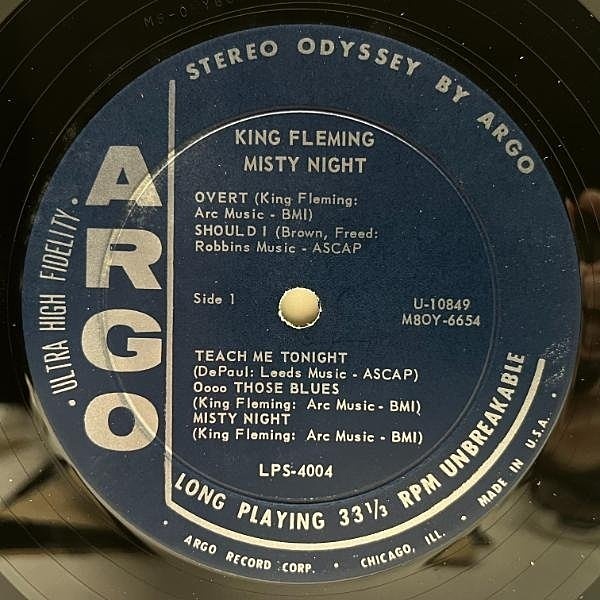 STEREO ODYSSEY BY ARGO
· ULTRA HIGH FIDELITY ·
ARGO
KING FLEMING
MISTY NIGHT
OVERT (King Fleming:
Arc Music - BMI)
SHOULD I (Brown, Freed:
Robbins Music - ASCAP
Side 1
U-10849
M8OY-6654
TEACH ME TONIGHT
(DePaul: Leeds Music - ASCAP)
Oooo THOSE BLUES
(King Fleming: Arc Music - BMI)
MISTY NIGHT
(King Fleming: Arc Music - BMI)
LPS-4004
LONG PLAYING 33 1/3 RPM UNBREAKABLE
· ARGO RECORD CORP. · CHICAGO, ILL. · MADE IN U.S.A. ·